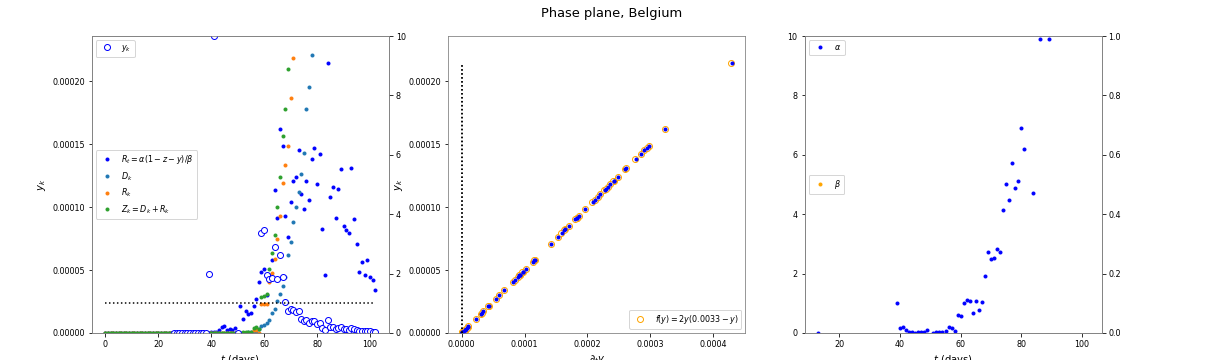 Phase plane, Belgium
y_k
R_t = α(1 − z − y)/β
D_k
R_k
Z_k = D_k + R_k
y_k
0.00020
0.00015
0.00010
0.00005
0.00000
10
8
6
4
2
0
0 20 40 60 80 100
t (days)
y_k
0.00020
0.00015
0.00010
0.00005
0.00000
f(y) = 2y(0.0033 − y)
0.0000 0.0001 0.0002 0.0003 0.0004
α
β
10
8
6
4
2
0
1.0
0.8
0.6
0.4
0.2
0.0
20 40 60 80 100
t (days)